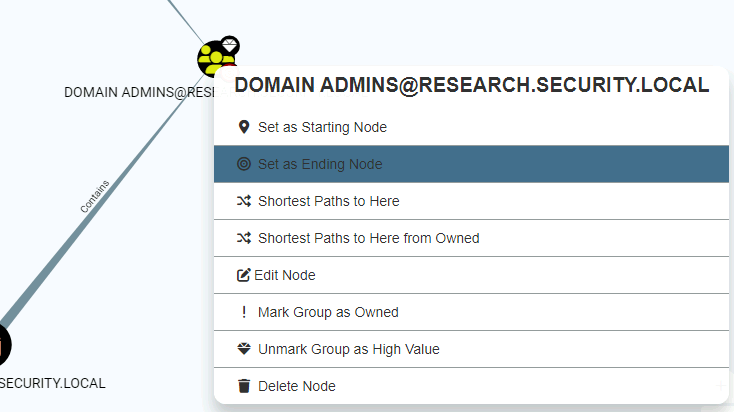 DOMAIN ADMINS@RESEARCH.SECURITY.LOCAL
DOMAIN ADMINS@RESE
Set as Starting Node
Set as Ending Node
Contains
Shortest Paths to Here
Shortest Paths to Here from Owned
Edit Node
Mark Group as Owned
Unmark Group as High Value
SECURITY.LOCAL
Delete Node